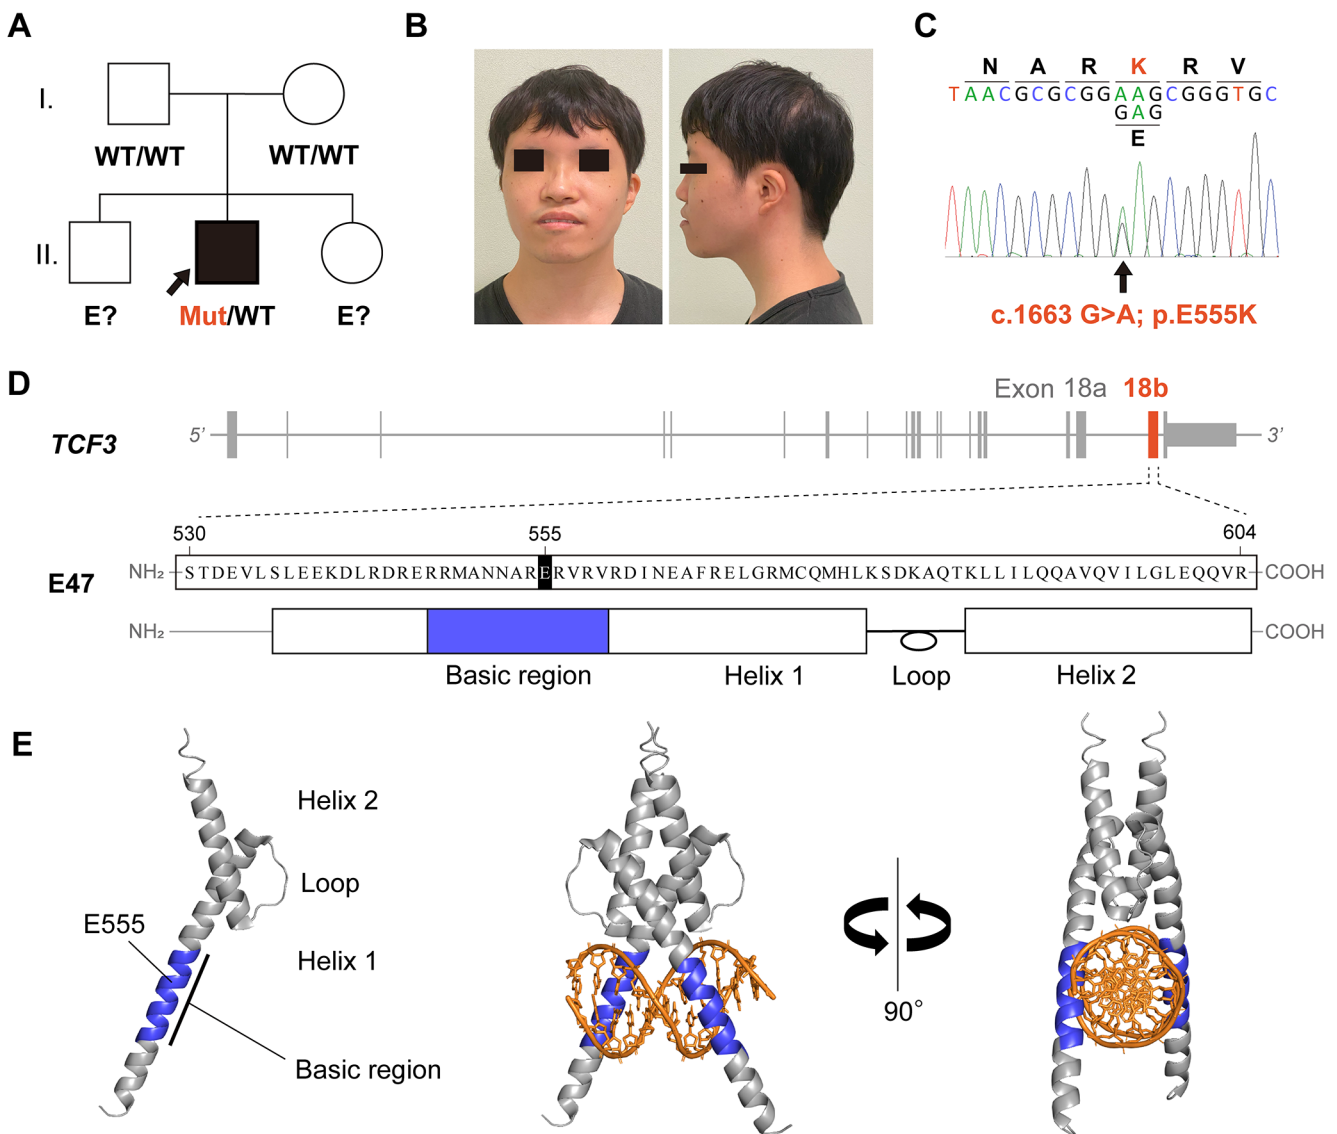 A
I.
WT/WT
WT/WT
II.
E?
Mut/WT
E?
B
C
N A R K R V
TAACGCGCGGAAGCGGGTGC
GAG
E
c.1663 G>A; p.E555K
D
Exon 18a 18b
TCF3
5’
3’
530
555
604
E47
NH₂
STDEVLSLEEKDLRDRERRMANNARERVRVRDINEAFRELGRMCQMHLKSDKAQTKLLILQQAVQVILGLEQQVR
COOH
NH₂
COOH
Basic region
Helix 1
Loop
Helix 2
E
Helix 2
Loop
E555
Helix 1
Basic region
90°